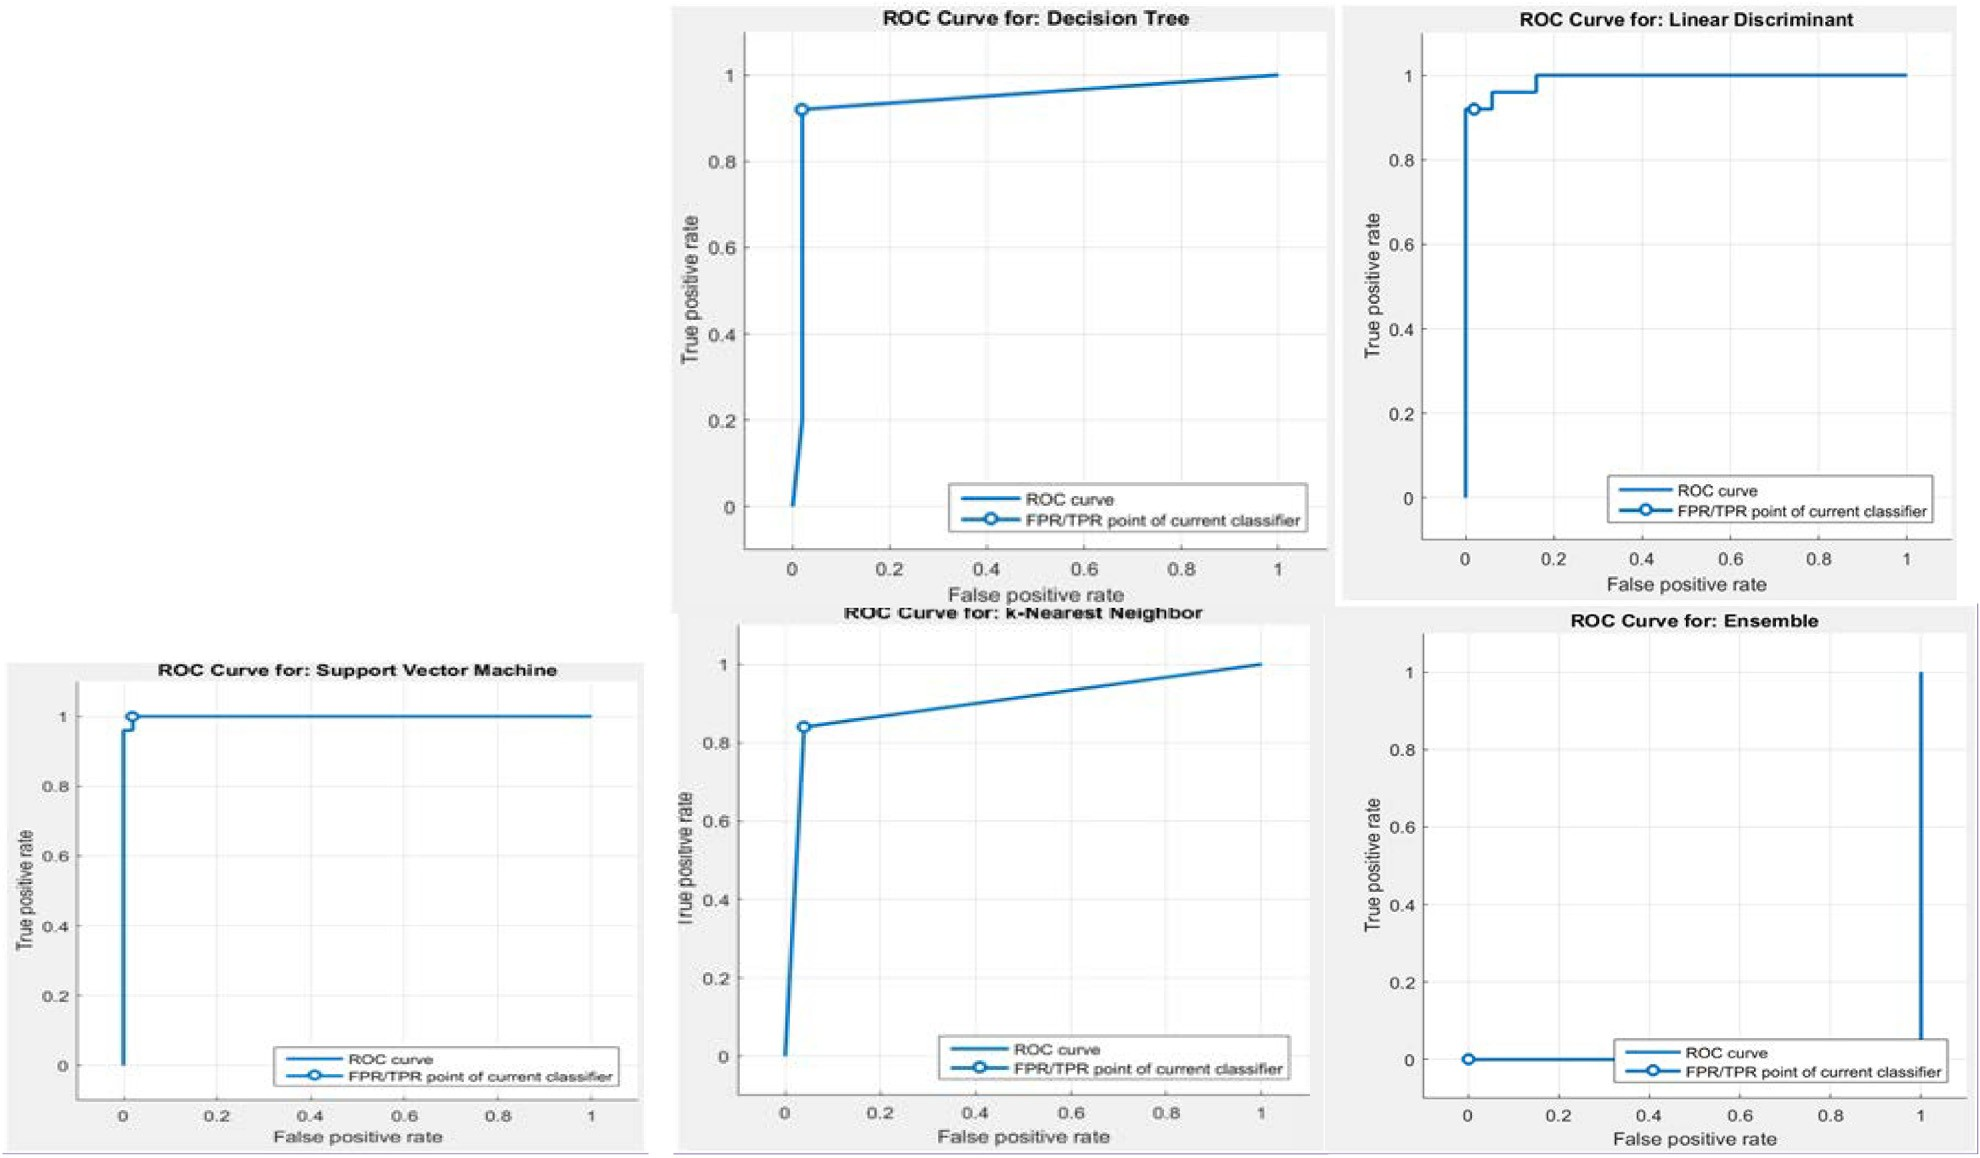 ROC Curve for: Decision Tree
1
0.8
0.6
0.4
0.2
0
True positive rate
ROC curve
FPR/TPR point of current classifier
0 0.2 0.4 0.6 0.8 1
False positive rate
ROC Curve for: Linear Discriminant
1
0.8
0.6
0.4
0.2
0
True positive rate
ROC curve
FPR/TPR point of current classifier
0 0.2 0.4 0.6 0.8 1
False positive rate
ROC Curve for: Support Vector Machine
1
0.8
0.6
0.4
0.2
0
True positive rate
ROC curve
FPR/TPR point of current classifier
0 0.2 0.4 0.6 0.8 1
False positive rate
ROC Curve for: k-Nearest Neighbor
1
0.8
0.6
0.4
0.2
0
True positive rate
ROC curve
FPR/TPR point of current classifier
0 0.2 0.4 0.6 0.8 1
False positive rate
ROC Curve for: Ensemble
1
0.8
0.6
0.4
0.2
0
True positive rate
ROC curve
FPR/TPR point of current classifier
0 0.2 0.4 0.6 0.8 1
False positive rate